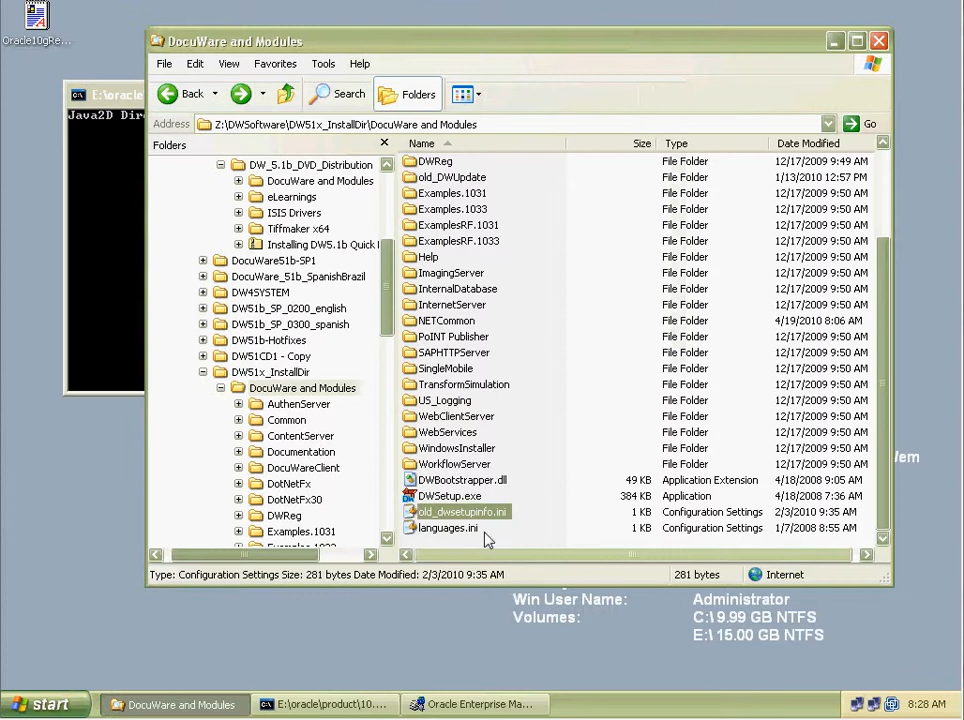 Oracle10gRe...
E:\oracle
Java2D Dir
DocuWare and Modules
File Edit View Favorites Tools Help
Back Search Folders
Address Z:\DWSoftware\DW51x_InstallDir\DocuWare and Modules Go
Folders
DW_5.1b_DVD_Distribution
DocuWare and Modules
eLearnings
ISIS Drivers
Tiffmaker x64
Installing DW5.1b Quick
DocuWare51b-SP1
DocuWare_51b_SpanishBrazil
DW4SYSTEM
DW51b_SP_0200_english
DW51b_SP_0300_spanish
DW51b-Hotfixes
DW51CD1 - Copy
DW51x_InstallDir
DocuWare and Modules
AuthenServer
Common
ContentServer
Documentation
DocuWareClient
DotNetFx
DotNetFx30
DWReg
Examples.1031
Name Size Type Date Modified
DWReg File Folder 12/17/2009 9:49 AM
old_DWUpdate File Folder 1/13/2010 12:57 PM
Examples.1031 File Folder 12/17/2009 9:50 AM
Examples.1033 File Folder 12/17/2009 9:50 AM
ExamplesRF.1031 File Folder 12/17/2009 9:50 AM
ExamplesRF.1033 File Folder 12/17/2009 9:50 AM
Help File Folder 12/17/2009 9:50 AM
ImagingServer File Folder 12/17/2009 9:50 AM
InternalDatabase File Folder 12/17/2009 9:50 AM
InternetServer File Folder 12/17/2009 9:50 AM
NETCommon File Folder 4/19/2010 8:06 AM
PoINT Publisher File Folder 12/17/2009 9:50 AM
SAPHTTPServer File Folder 12/17/2009 9:50 AM
SingleMobile File Folder 12/17/2009 9:50 AM
TransformSimulation File Folder 12/17/2009 9:50 AM
US_Logging File Folder 12/17/2009 9:50 AM
WebClientServer File Folder 12/17/2009 9:50 AM
WebServices File Folder 12/17/2009 9:50 AM
WindowsInstaller File Folder 12/17/2009 9:50 AM
WorkflowServer File Folder 12/17/2009 9:50 AM
DWBootstrapper.dll 49 KB Application Extension 4/18/2008 9:05 AM
DWSetup.exe 384 KB Application 4/18/2008 7:36 AM
old_dwsetupinfo.ini 1 KB Configuration Settings 2/3/2010 9:35 AM
languages.ini 1 KB Configuration Settings 1/7/2008 8:55 AM
Type: Configuration Settings Size: 281 bytes Date Modified: 2/3/2010 9:35 AM 281 bytes Internet
Win User Name: Administrator
Volumes: C:\ 9.99 GB NTFS
E:\ 15.00 GB NTFS
start DocuWare and Modules E:\oracle\product\10.... Oracle Enterprise Ma... 8:28 AM